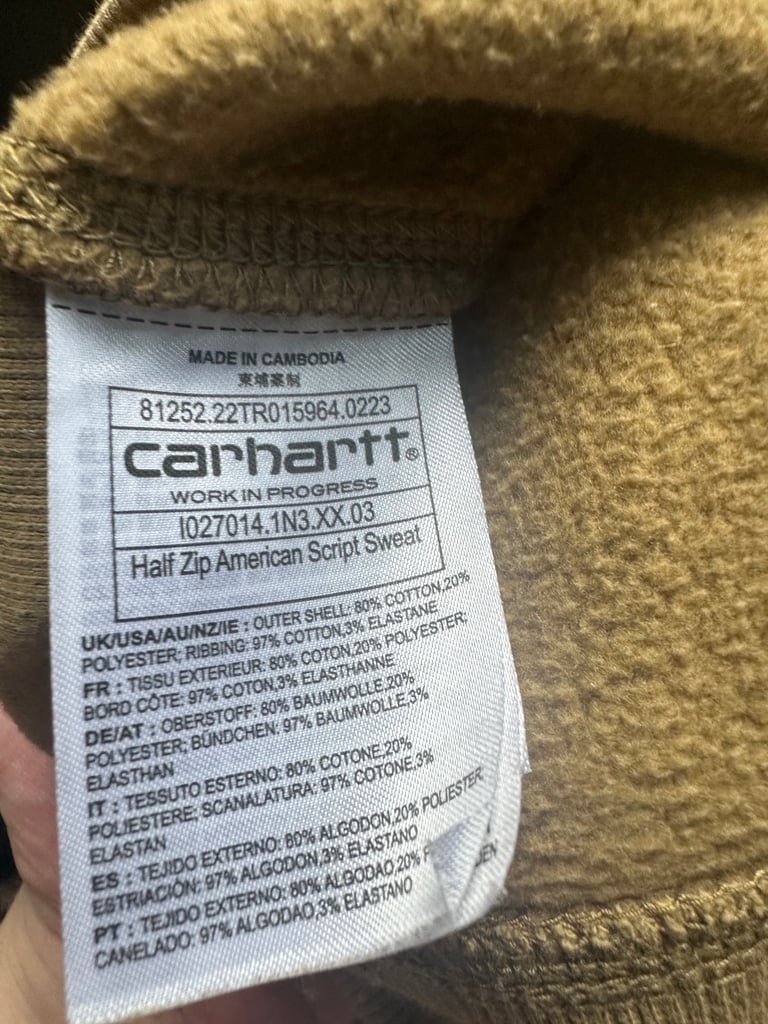 MADE IN CAMBODIA
柬埔寨制
81252.22TR015964.0223
carhartt®
WORK IN PROGRESS
I027014.1N3.XX.03
Half Zip American Script Sweat
UK/USA/AU/NZ/IE : OUTER SHELL: 80% COTTON,20%
POLYESTER; RIBBING: 97% COTTON,3% ELASTANE
FR : TISSU EXTERIEUR: 80% COTON,20% POLYESTER;
BORD CÔTE: 97% COTON,3% ELASTHANNE
DE/AT : OBERSTOFF: 80% BAUMWOLLE,20%
POLYESTER; BÜNDCHEN: 97% BAUMWOLLE,3%
ELASTHAN
IT : TESSUTO ESTERNO: 80% COTONE,20%
POLIESTERE; SCANALATURA: 97% COTONE,3%
ELASTAN
ES : TEJIDO EXTERNO: 80% ALGODON,20% POLIESTER;
ESTRIACIÓN: 97% ALGODON,3% ELASTANO
PT : TEJIDO EXTERNO: 80% ALGODAO,20%
CANELADO: 97% ALGODAO,3% ELASTANO